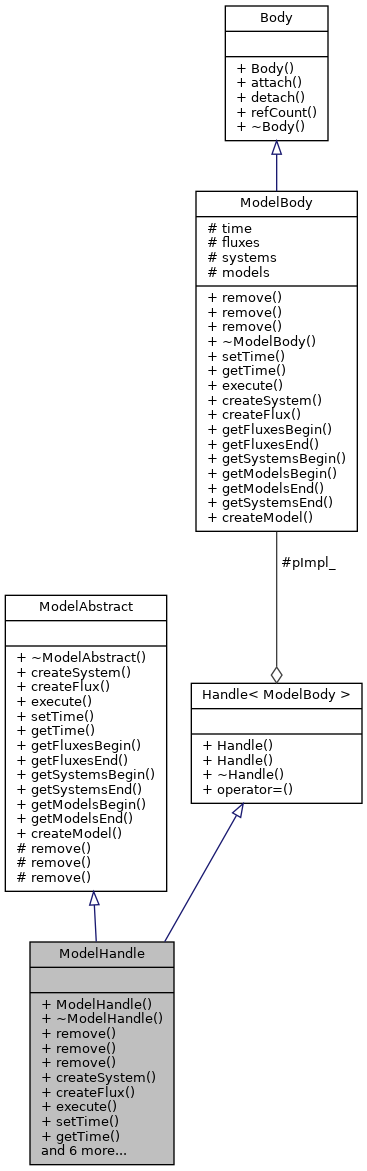 Body
+ Body()
+ attach()
+ detach()
+ refCount()
+ ~Body()
ModelBody
# time
# fluxes
# systems
# models
+ remove()
+ remove()
+ remove()
+ ~ModelBody()
+ setTime()
+ getTime()
+ execute()
+ createSystem()
+ createFlux()
+ getFluxesBegin()
+ getFluxesEnd()
+ getSystemsBegin()
+ getModelsBegin()
+ getModelsEnd()
+ getSystemsEnd()
+ createModel()
#pImpl_
ModelAbstract
+ ~ModelAbstract()
+ createSystem()
+ createFlux()
+ execute()
+ setTime()
+ getTime()
+ getFluxesBegin()
+ getFluxesEnd()
+ getSystemsBegin()
+ getSystemsEnd()
+ getModelsBegin()
+ getModelsEnd()
+ createModel()
# remove()
# remove()
# remove()
Handle< ModelBody >
+ Handle()
+ Handle()
+ ~Handle()
+ operator=()
ModelHandle
+ ModelHandle()
+ ~ModelHandle()
+ remove()
+ remove()
+ remove()
+ createSystem()
+ createFlux()
+ execute()
+ setTime()
+ getTime()
and 6 more...